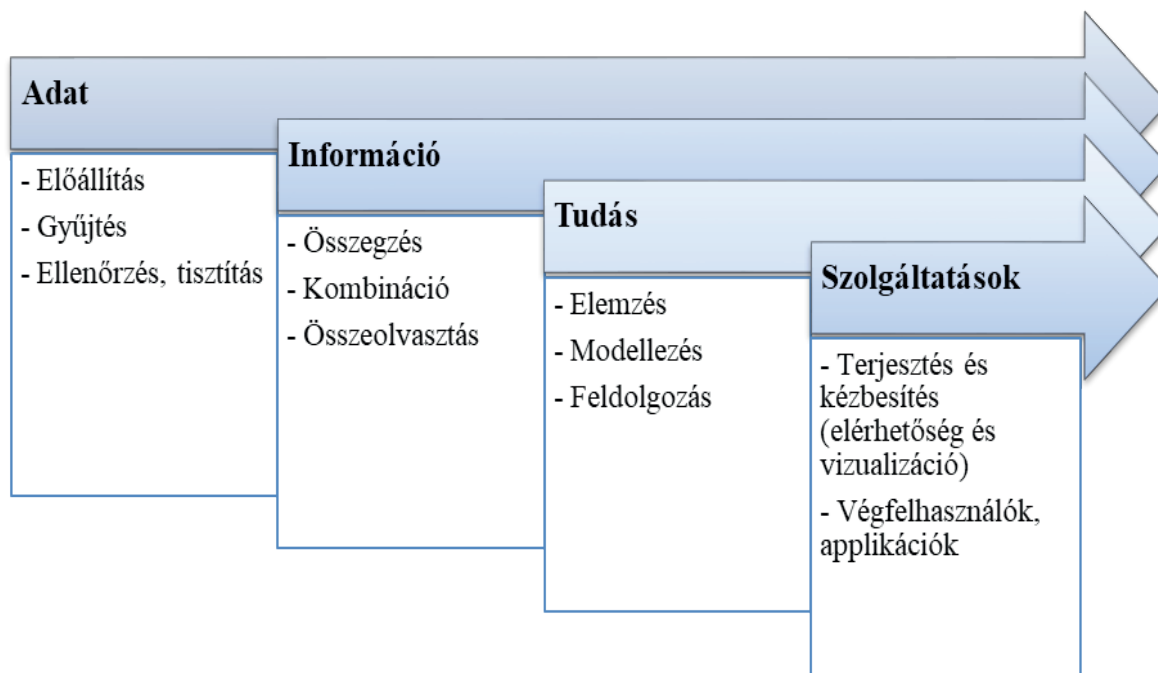 Adat
- Előállítás
- Gyűjtés
- Ellenőrzés, tisztítás
Információ
- Összegzés
- Kombináció
- Összeolvasztás
Tudás
- Elemzés
- Modellezés
- Feldolgozás
Szolgáltatások
- Terjesztés és
kézbesítés
(elérhetőség és
vizualizáció)
- Végfelhasználók,
applikációk